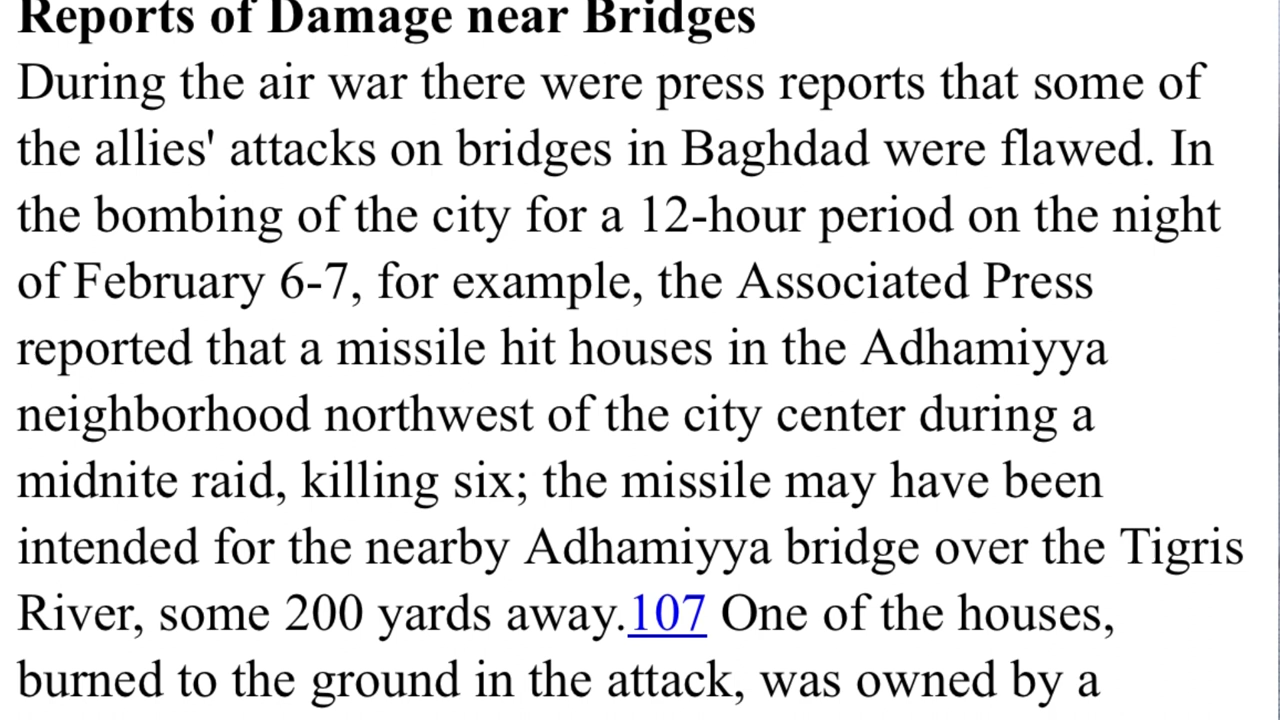 Reports of Damage near Bridges
During the air war there were press reports that some of
the allies' attacks on bridges in Baghdad were flawed. In
the bombing of the city for a 12-hour period on the night
of February 6-7, for example, the Associated Press
reported that a missile hit houses in the Adhamiyya
neighborhood northwest of the city center during a
midnite raid, killing six; the missile may have been
intended for the nearby Adhamiyya bridge over the Tigris
River, some 200 yards away.107 One of the houses,
burned to the ground in the attack, was owned by a